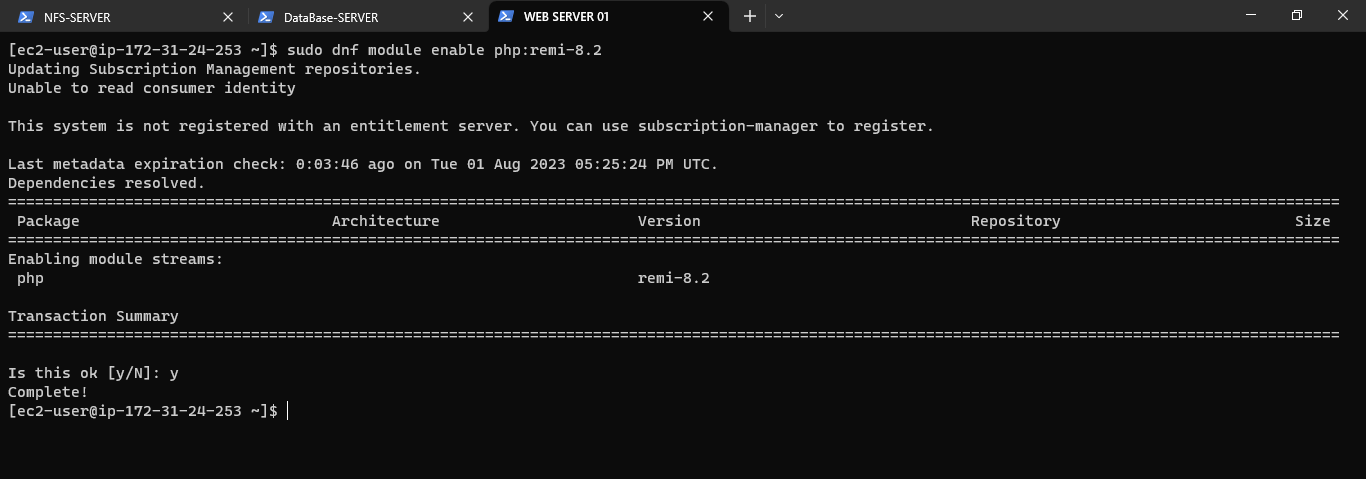 NFS-SERVER DataBase-SERVER WEB SERVER 01
[ec2-user@ip-172-31-24-253 ~]$ sudo dnf module enable php:remi-8.2
Updating Subscription Management repositories.
Unable to read consumer identity
This system is not registered with an entitlement server. You can use subscription-manager to register.
Last metadata expiration check: 0:03:46 ago on Tue 01 Aug 2023 05:25:24 PM UTC.
Dependencies resolved.
Package Architecture Version Repository Size
Enabling module streams:
php remi-8.2
Transaction Summary
Is this ok [y/N]: y
Complete!
[ec2-user@ip-172-31-24-253 ~]$